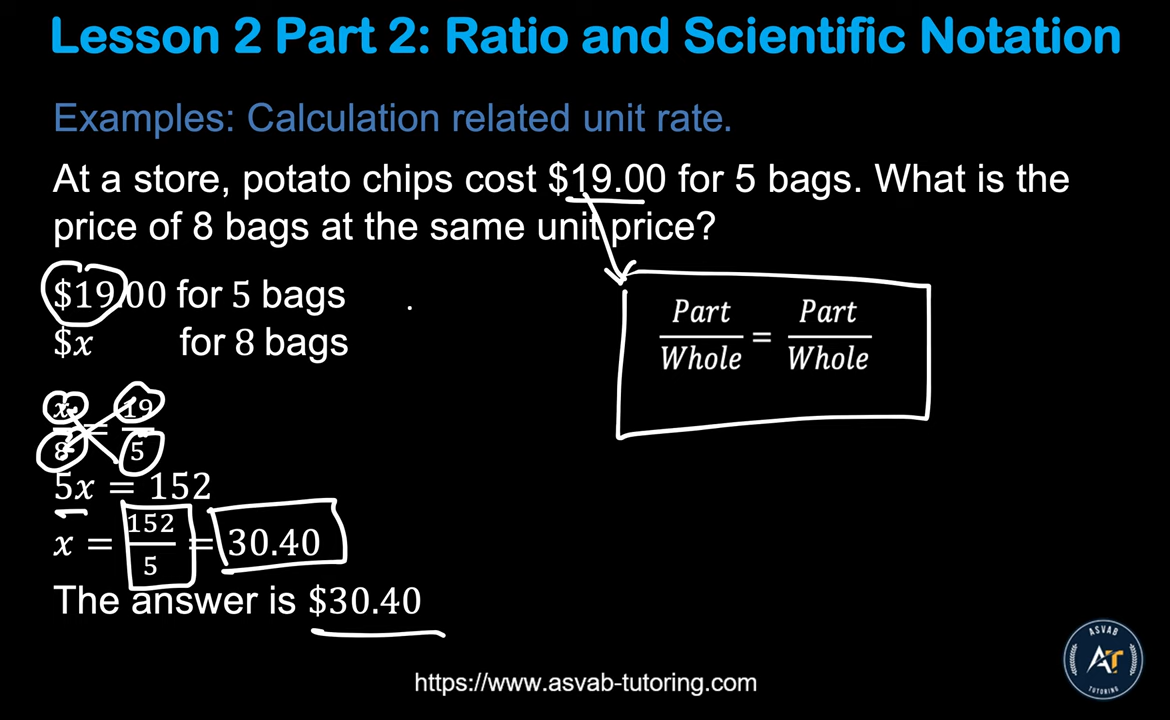 Lesson 2 Part 2: Ratio and Scientific Notation
Examples: Calculation related unit rate.
At a store, potato chips cost $19.00 for 5 bags. What is the
price of 8 bags at the same unit price?
$19.00 for 5 bags
$x for 8 bags
Part/Whole = Part/Whole
x/8 = 19/5
5x = 152
x = 152/5 = 30.40
The answer is $30.40
https://www.asvab-tutoring.com
ASVAB
AT
TUTORING